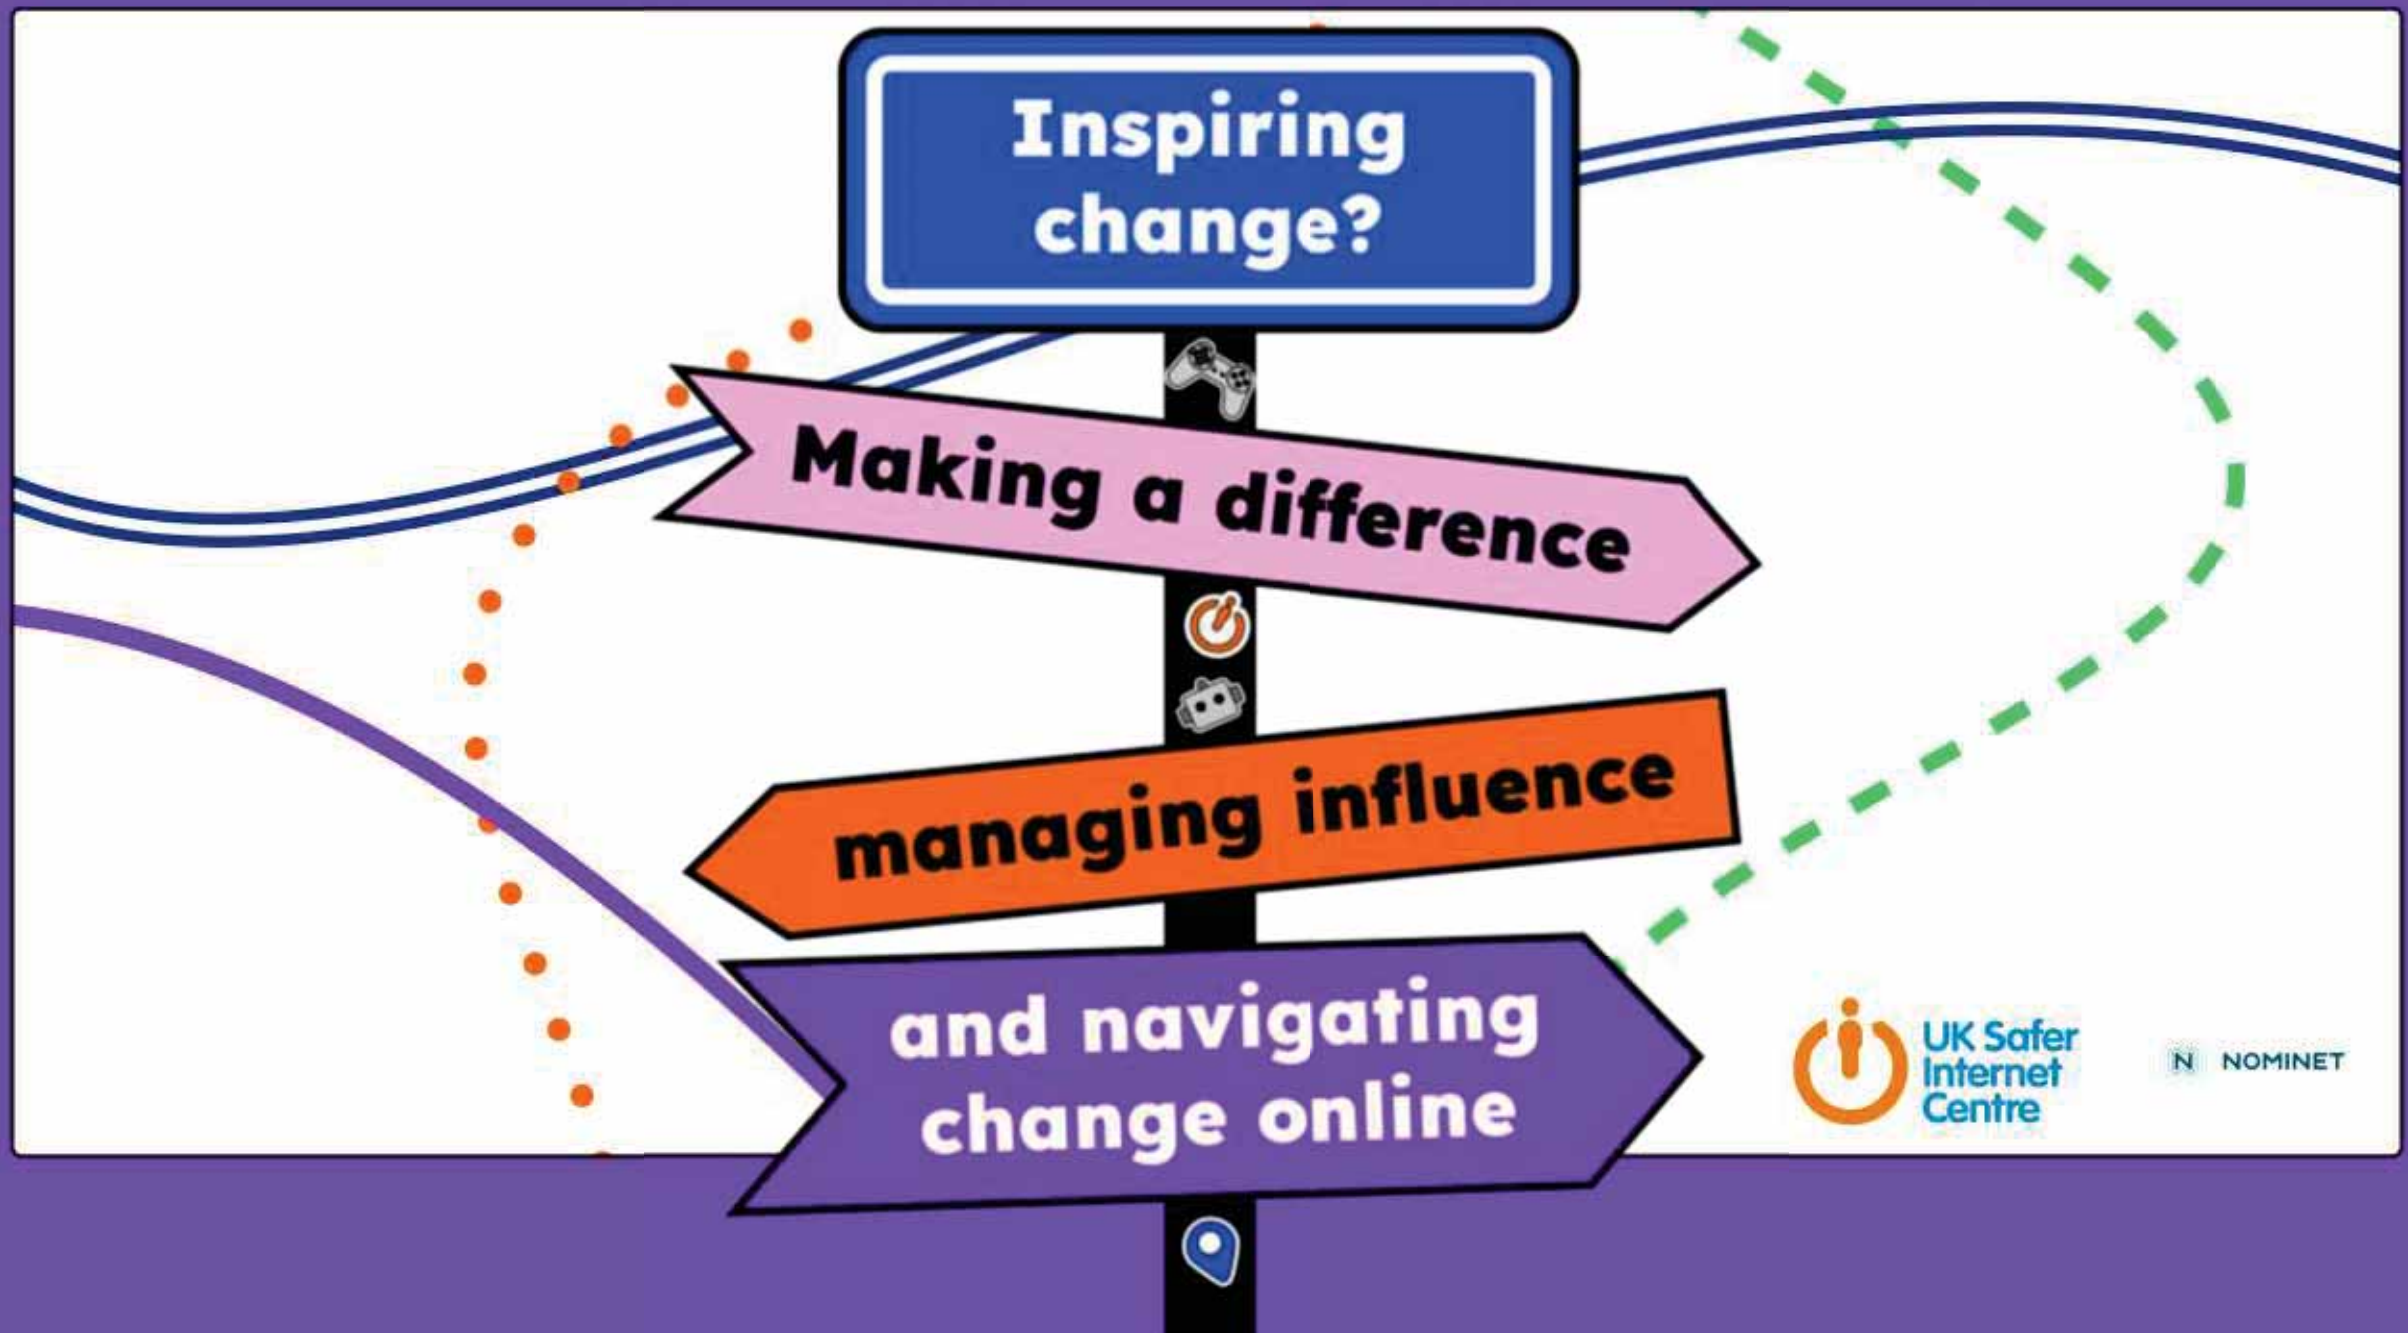 Inspiring
change?
Making a difference
managing influence
and navigating
change online
UK Safer
Internet
Centre
N NOMINET